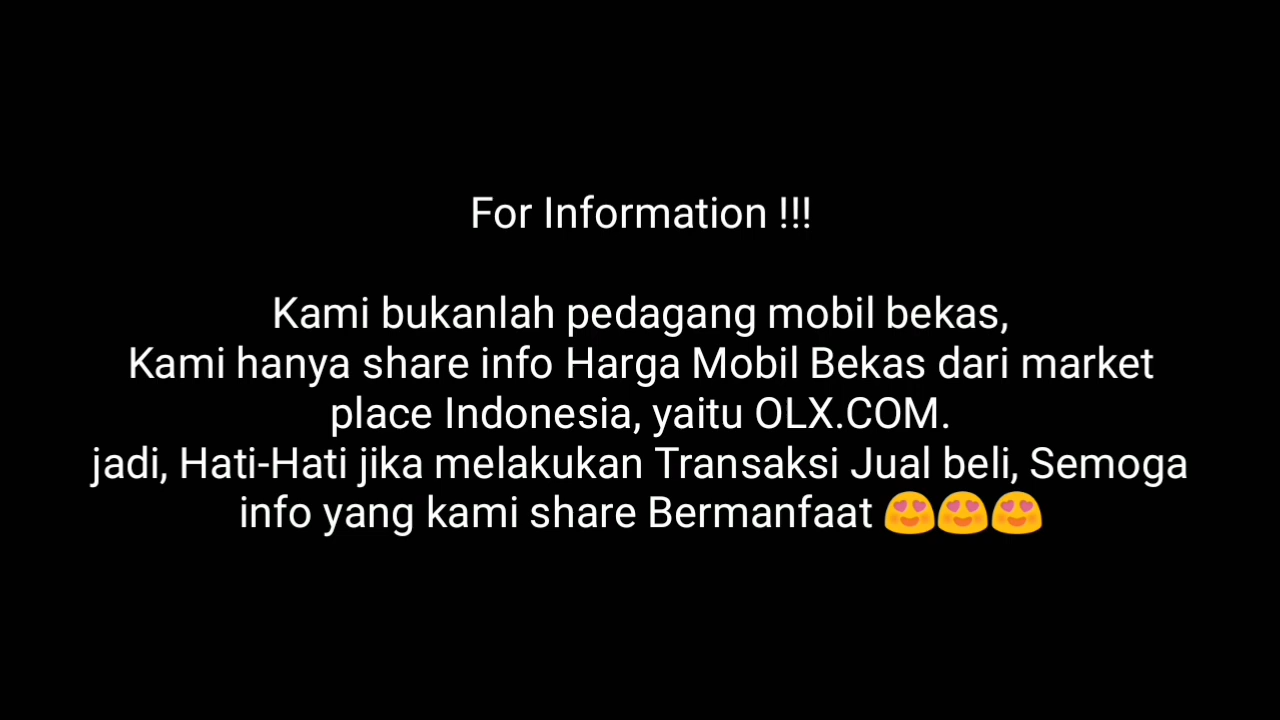 For Information !!!
Kami bukanlah pedagang mobil bekas,
Kami hanya share info Harga Mobil Bekas dari market
place Indonesia, yaitu OLX.COM.
jadi, Hati-Hati jika melakukan Transaksi Jual beli, Semoga
info yang kami share Bermanfaat 😍😍😍